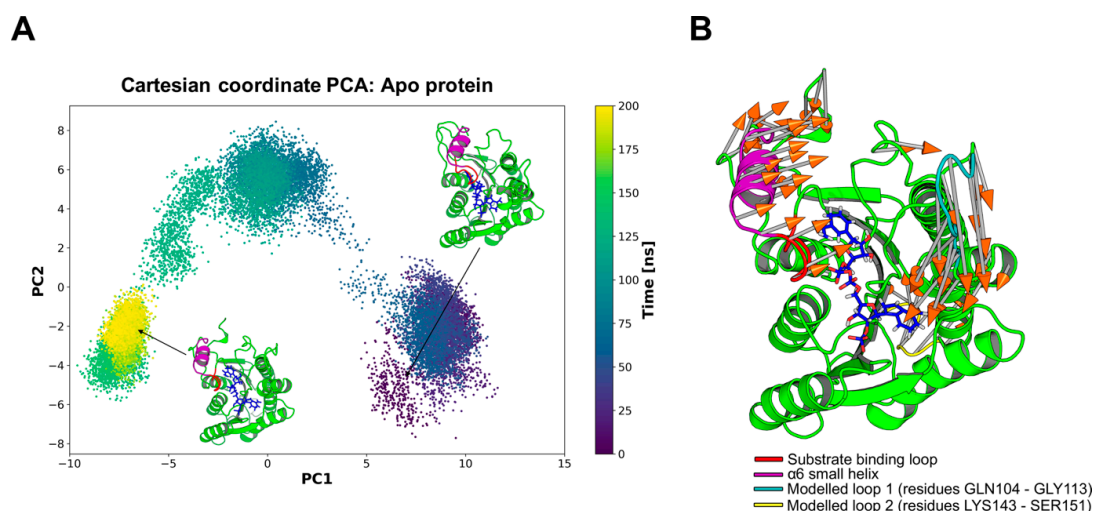 A
B
Cartesian coordinate PCA: Apo protein
8
6
4
2
0
−2
−4
−6
−8
PC2
−10
−5
0
5
10
15
PC1
200
175
150
125
100
75
50
25
0
Time [ns]
Substrate binding loop
α6 small helix
Modelled loop 1 (residues GLN104 - GLY113)
Modelled loop 2 (residues LYS143 - SER151)